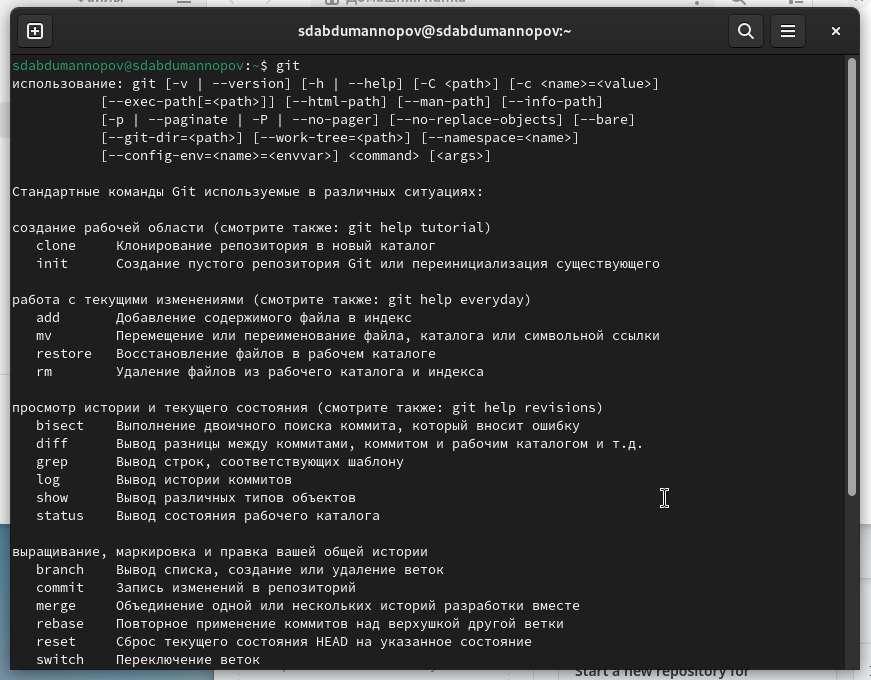 Домашняя папка
sdabdumannopov@sdabdumannopov:~
sdabdumannopov@sdabdumannopov:~$ git
использование: git [-v | --version] [-h | --help] [-C <path>] [-c <name>=<value>]
[--exec-path[=<path>]] [--html-path] [--man-path] [--info-path]
[-p | --paginate | -P | --no-pager] [--no-replace-objects] [--bare]
[--git-dir=<path>] [--work-tree=<path>] [--namespace=<name>]
[--config-env=<name>=<envvar>] <command> [<args>]
Стандартные команды Git используемые в различных ситуациях:
создание рабочей области (смотрите также: git help tutorial)
clone Клонирование репозитория в новый каталог
init Создание пустого репозитория Git или переинициализация существующего
работа с текущими изменениями (смотрите также: git help everyday)
add Добавление содержимого файла в индекс
mv Перемещение или переименование файла, каталога или символьной ссылки
restore Восстановление файлов в рабочем каталоге
rm Удаление файлов из рабочего каталога и индекса
просмотр истории и текущего состояния (смотрите также: git help revisions)
bisect Выполнение двоичного поиска коммита, который вносит ошибку
diff Вывод разницы между коммитами, коммитом и рабочим каталогом и т.д.
grep Вывод строк, соответствующих шаблону
log Вывод истории коммитов
show Вывод различных типов объектов
status Вывод состояния рабочего каталога
выращивание, маркировка и правка вашей общей истории
branch Вывод списка, создание или удаление веток
commit Запись изменений в репозиторий
merge Объединение одной или нескольких историй разработки вместе
rebase Повторное применение коммитов над верхушкой другой ветки
reset Сброс текущего состояния HEAD на указанное состояние
switch Переключение веток
Start a new repository for